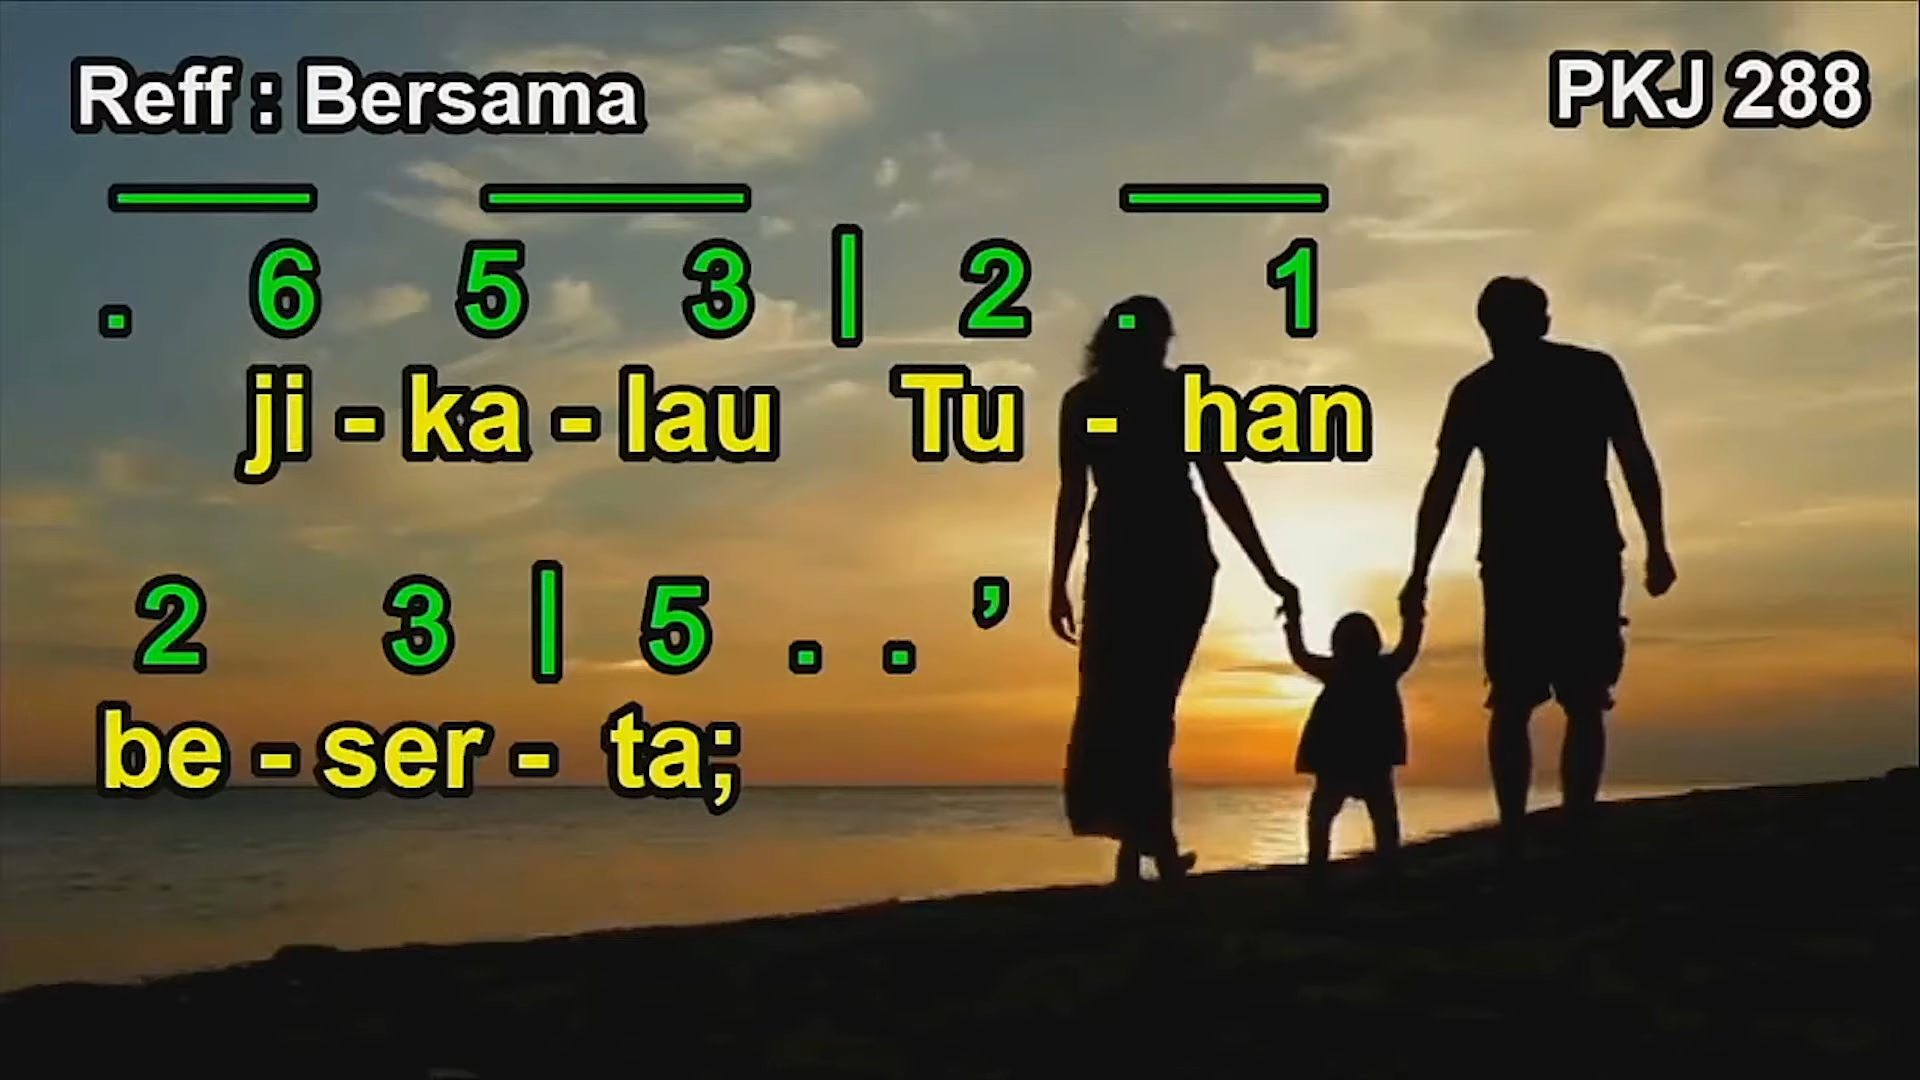 Reff : Bersama
PKJ 288
. 6 5 3 | 2 . 1
ji - ka - lau Tu - han
2 3 | 5 . . ’
be - ser - ta;